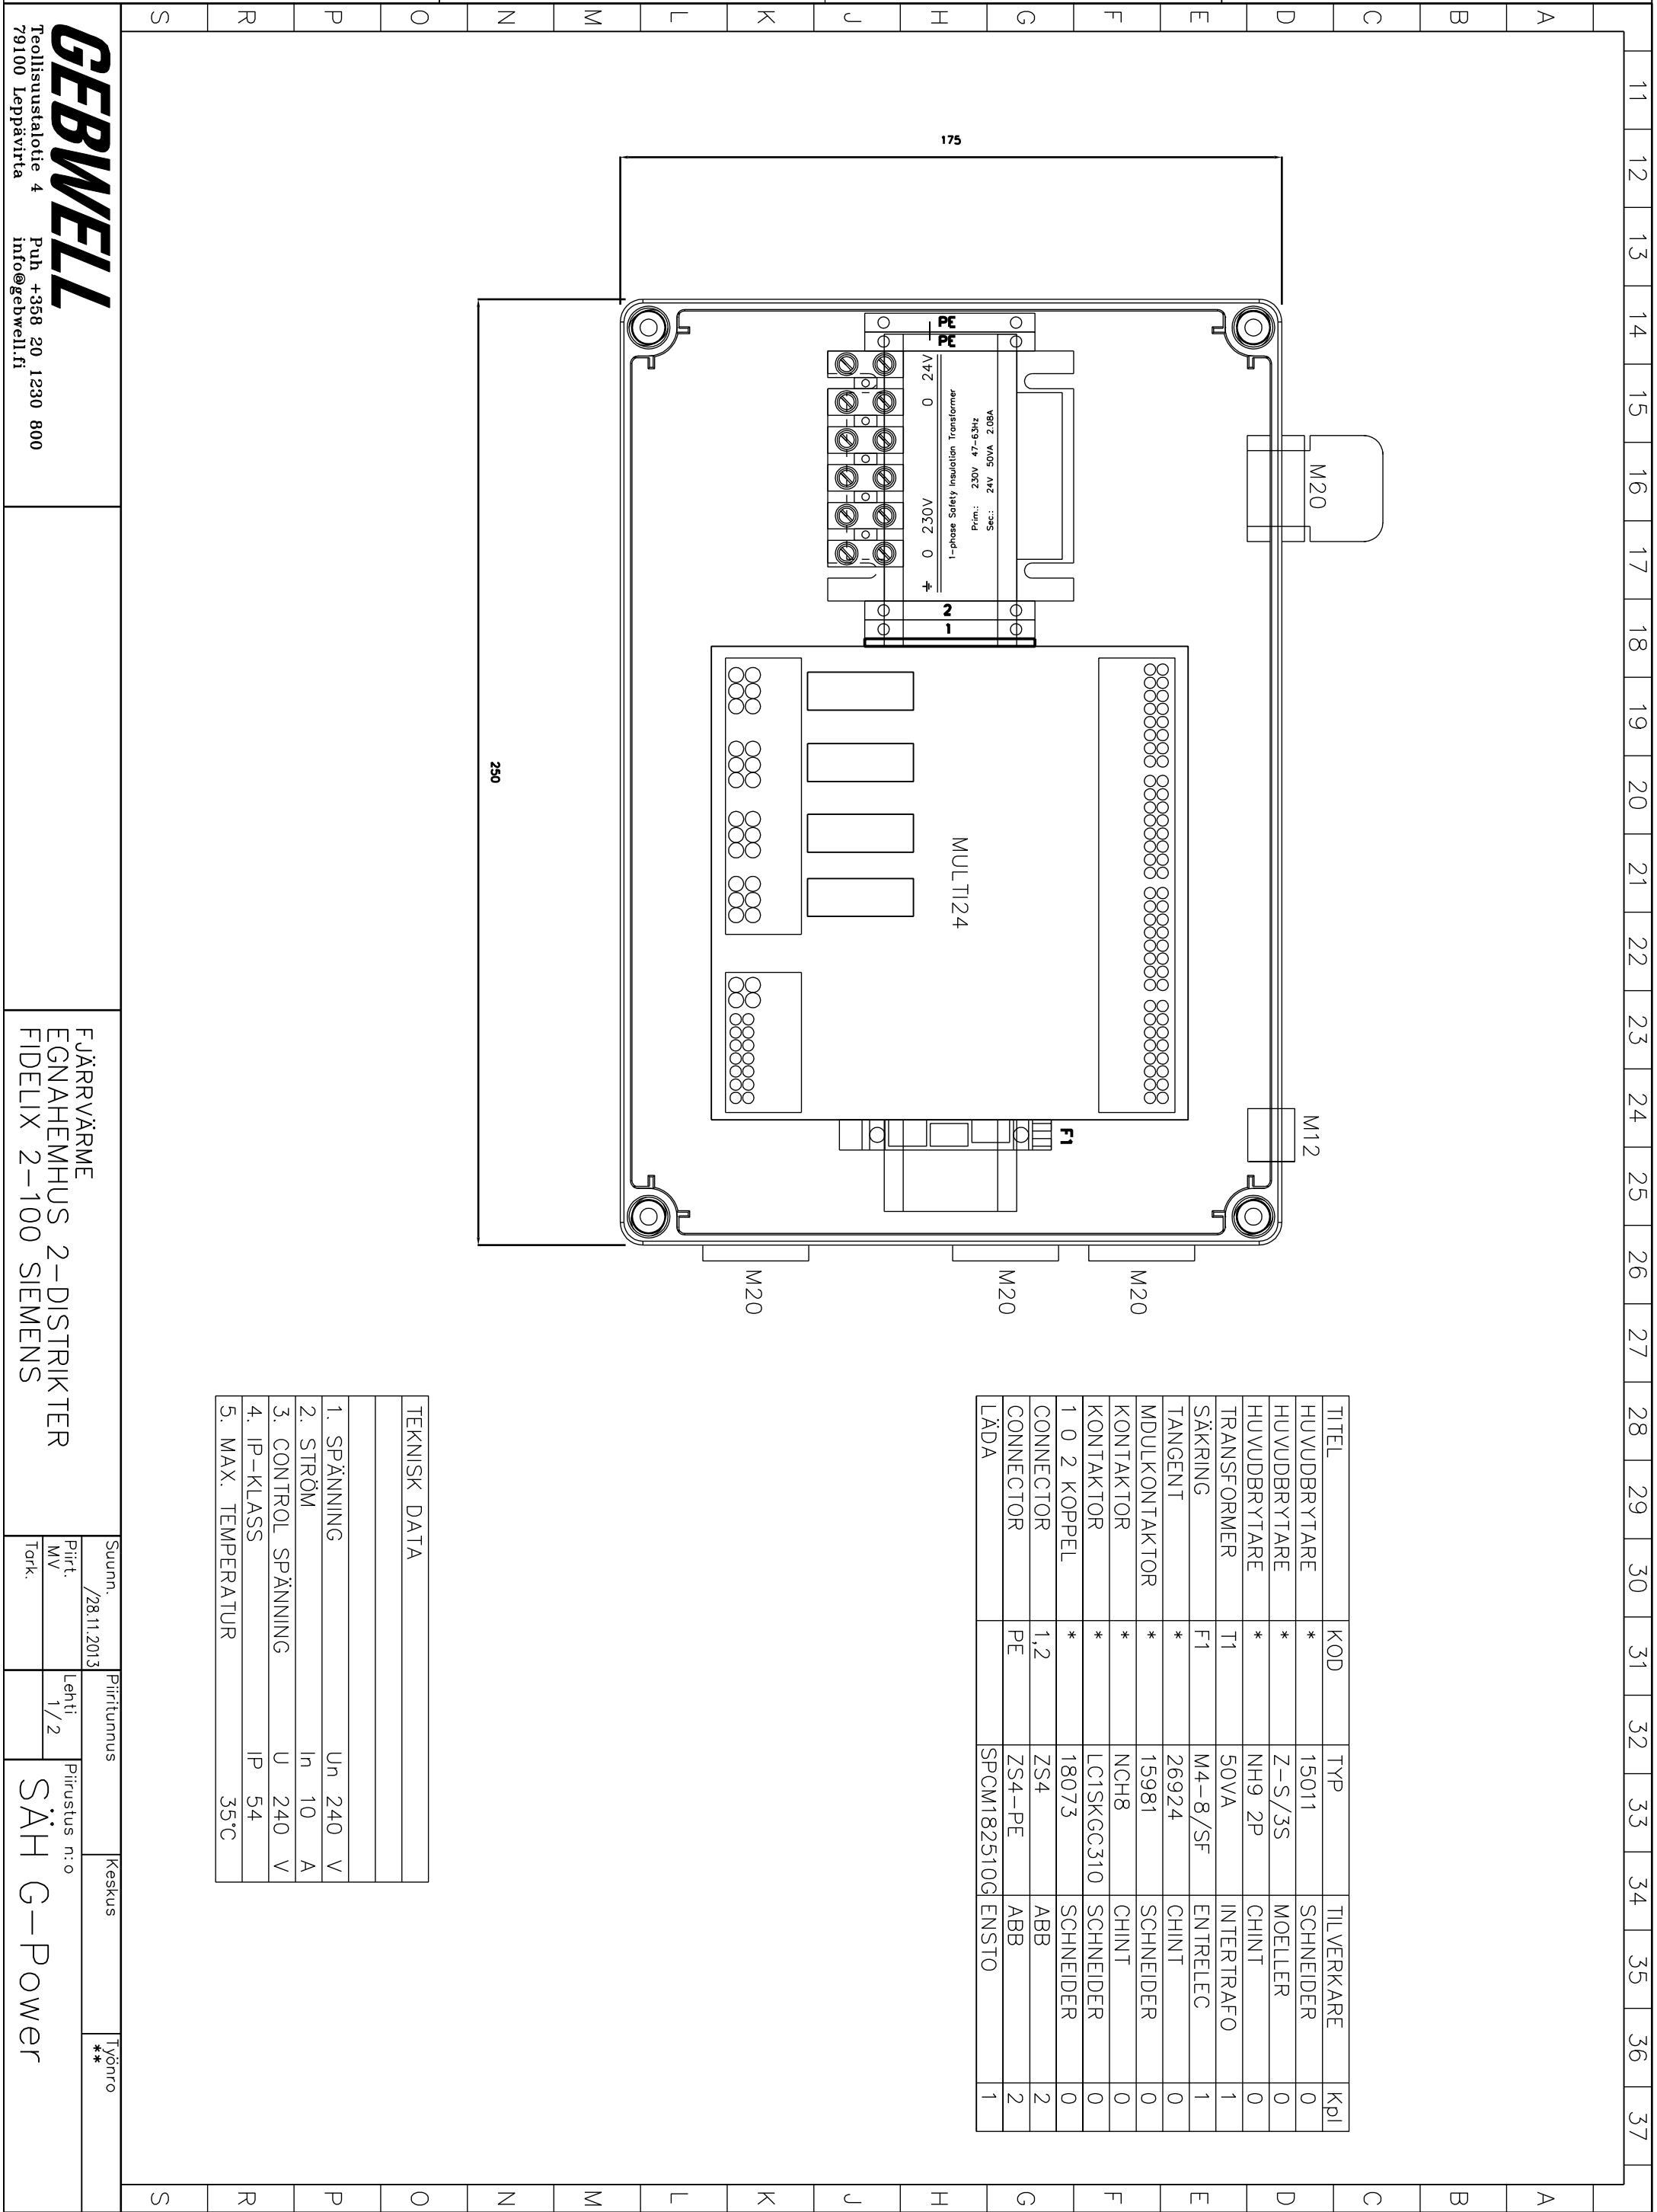 11 12 13 14 15 16 17 18 19 20 21 22 23 24 25 26 27 28 29 30 31 32 33 34 35 36 37
A A
B B
C C
D D
E E
F F
G G
H H
J J
K K
L L
M M
N N
O O
P P
R R
S S
M20
M12
175
250
PE
PE
24V 0 230V 0
1-phase Safety Insulation Transformer
Prim.: 230V 47-63Hz
Sec.: 24V 50VA 2.08A
2
1
MULTI24
F1
M20
M20
M20
TITEL KOD TYP TILVERKARE Kpl
HUVUDBRYTARE * 15011 SCHNEIDER 0
HUVUDBRYTARE * Z-S/3S MOELLER 0
HUVUDBRYTARE * NH9 2P CHINT 0
TRANSFORMER T1 50VA INTERTRAFO 1
SÄKRING F1 M4-8/SF ENTRELEC 1
TANGENT * 26924 CHINT 0
MDULKONTAKTOR * 15981 SCHNEIDER 0
KONTAKTOR * NCH8 CHINT 0
KONTAKTOR * LC1SKGC310 SCHNEIDER 0
1 0 2 KOPPEL * 18073 SCHNEIDER 0
CONNECTOR 1,2 ZS4 ABB 2
CONNECTOR PE ZS4-PE ABB 2
LÄDA SPCM182510G ENSTO 1
TEKNISK DATA
1. SPÄNNING Un 240 V
2. STRÖM In 10 A
3. CONTROL SPÄNNING U 240 V
4. IP-KLASS IP 54
5. MAX. TEMPERATUR 35°C
GEBWELL
Teollisuustalotie 4 Puh +358 20 1230 800
79100 Leppävirta info@gebwell.fi
FJÄRRVÄRME
EGNAHEMHUS 2-DISTRIKTER
FIDELIX 2-100 SIEMENS
Suunn. /28.11.2013
Piirt. MV
Tark.
Piiritunnus
Lehti 1/2
Keskus
Työnro **
Piirustus n:o
SÄH G-Power